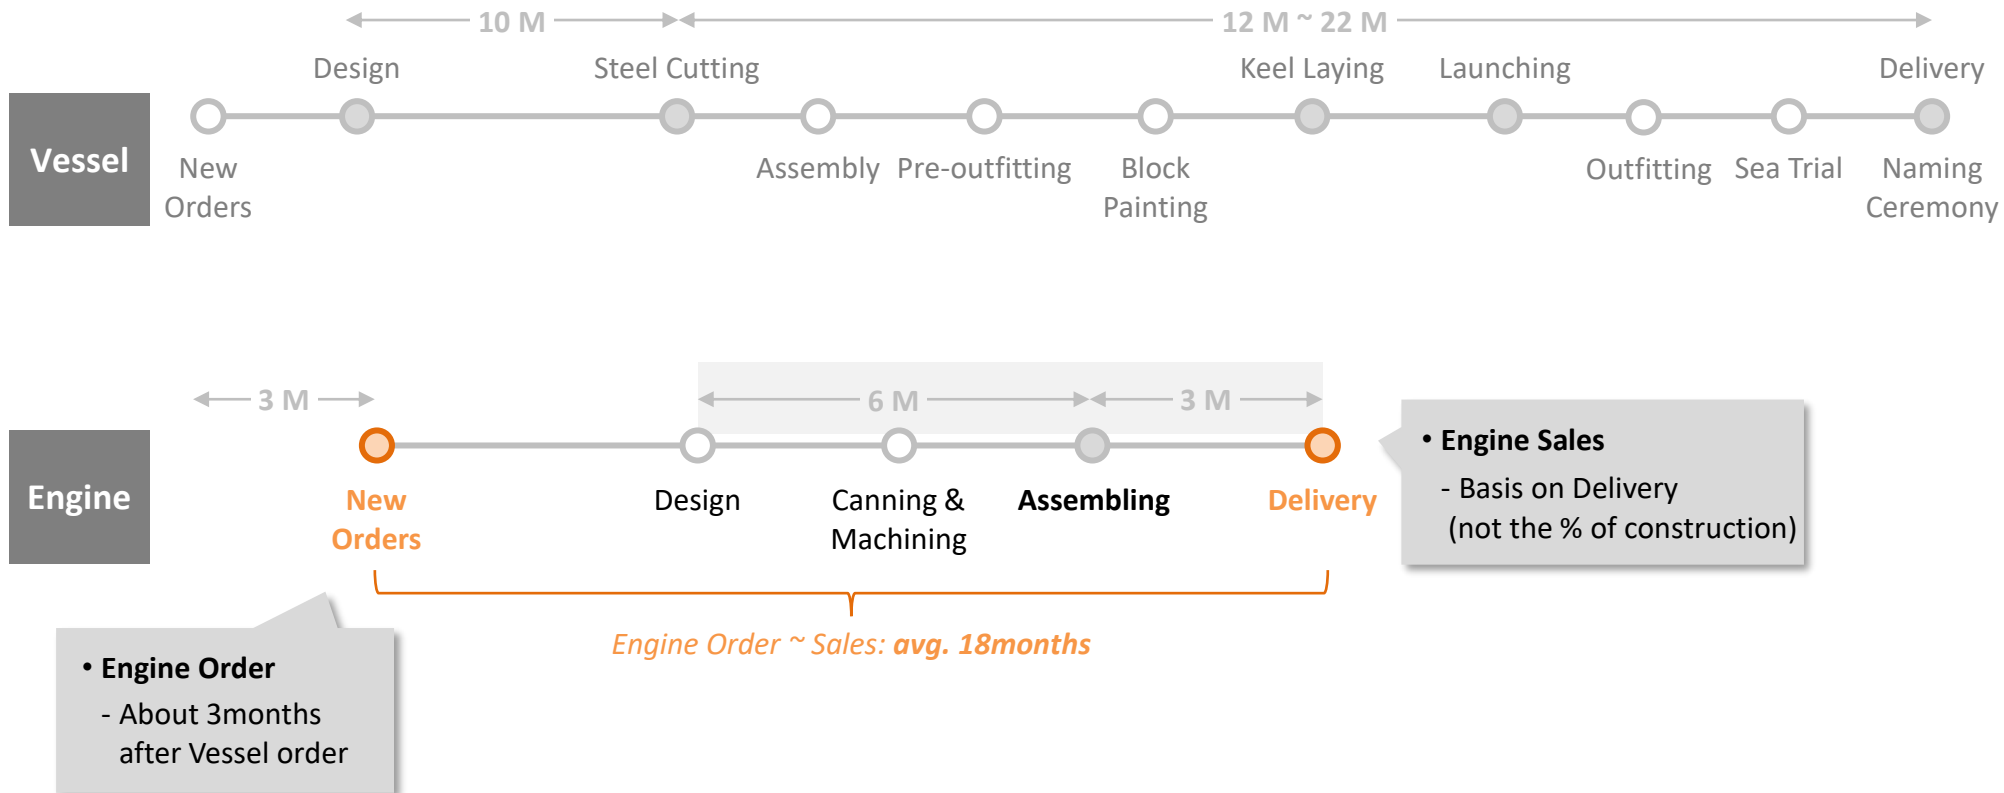 10 M
12 M ~ 22 M
Design
Steel Cutting
Keel Laying
Launching
Delivery
Vessel
New
Orders
Assembly
Pre-outfitting
Block
Painting
Outfitting
Sea Trial
Naming
Ceremony
3 M
6 M
3 M
Engine
New
Orders
Design
Canning &
Machining
Assembling
Delivery
• Engine Sales
- Basis on Delivery
(not the % of construction)
Engine Order ~ Sales: avg. 18months
• Engine Order
- About 3months
after Vessel order